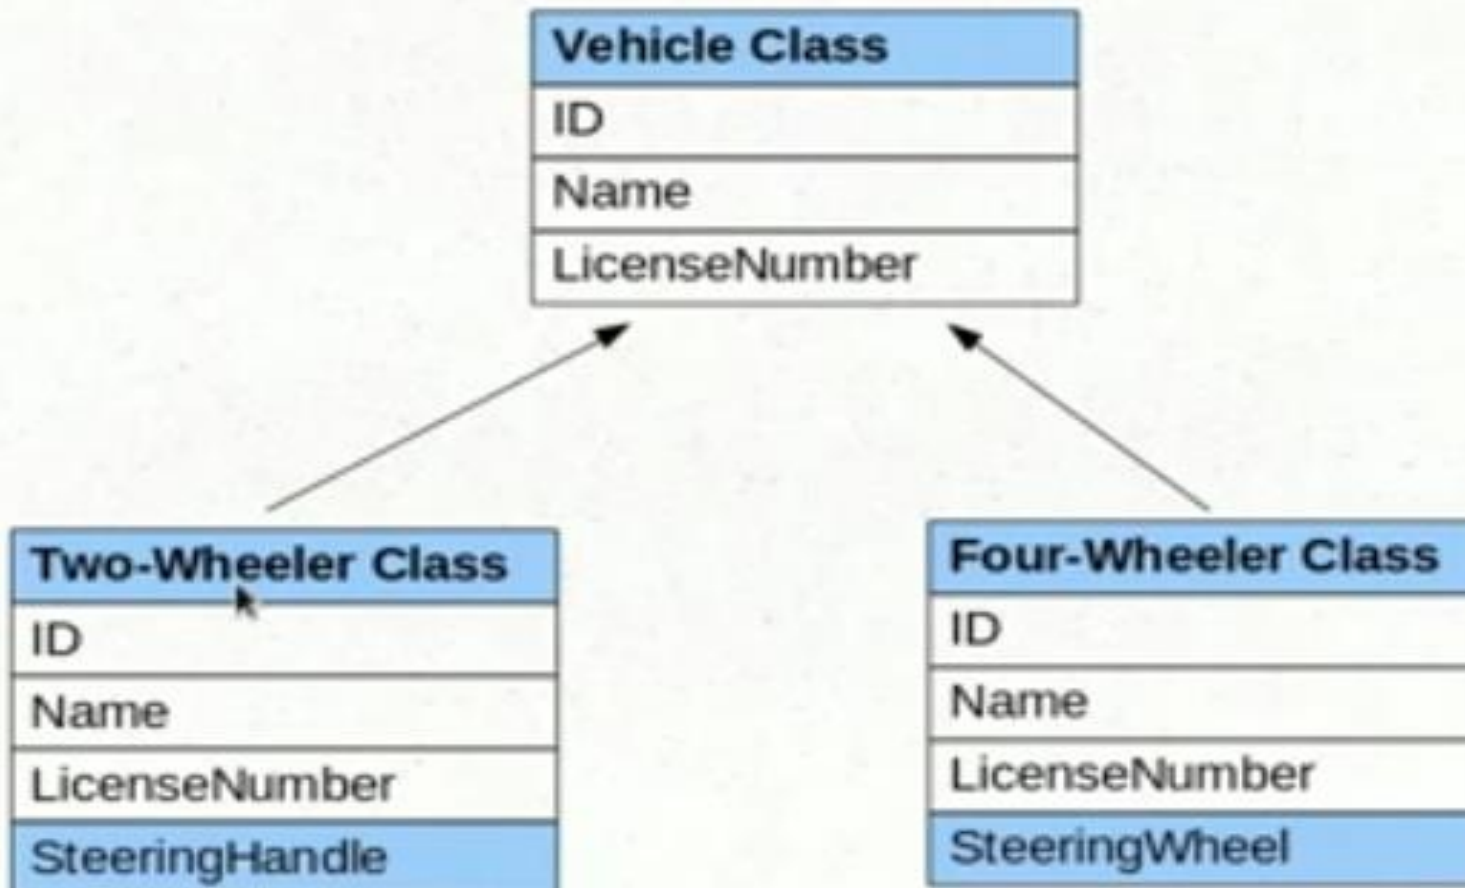 Vehicle Class
ID
Name
LicenseNumber
Two-Wheeler Class
ID
Name
LicenseNumber
SteeringHandle
Four-Wheeler Class
ID
Name
LicenseNumber
SteeringWheel